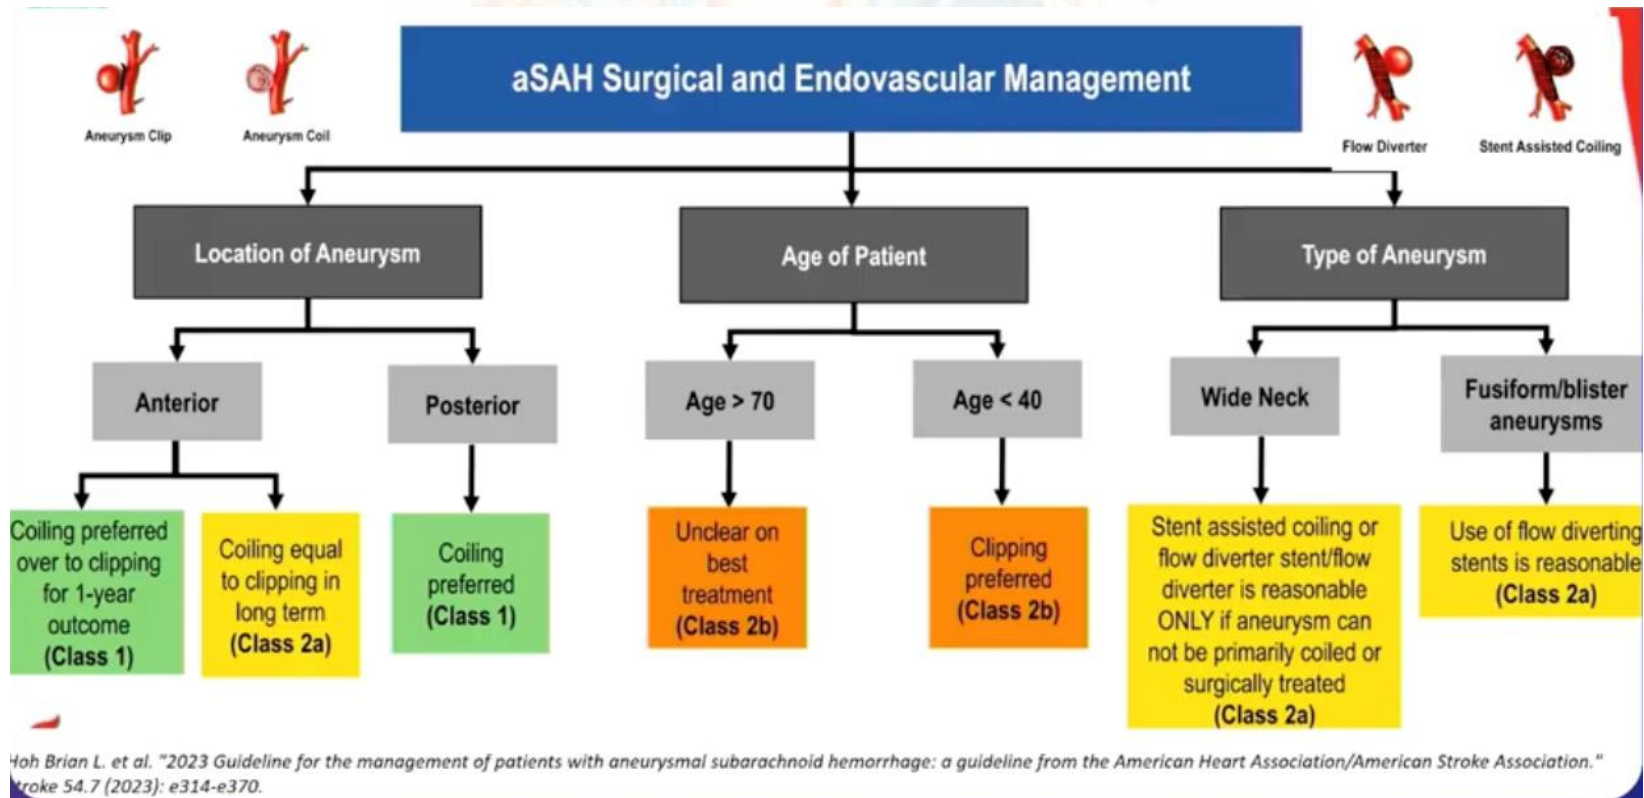 aSAH Surgical and Endovascular Management
Aneurysm Clip
Aneurysm Coil
Flow Diverter
Stent Assisted Coiling
Location of Aneurysm
Age of Patient
Type of Aneurysm
Anterior
Posterior
Age > 70
Age < 40
Wide Neck
Fusiform/blister
aneurysms
Coiling preferred
over to clipping
for 1-year
outcome
(Class 1)
Coiling equal
to clipping in
long term
(Class 2a)
Coiling
preferred
(Class 1)
Unclear on
best
treatment
(Class 2b)
Clipping
preferred
(Class 2b)
Stent assisted coiling or
flow diverter stent/flow
diverter is reasonable
ONLY if aneurysm can
not be primarily coiled or
surgically treated
(Class 2a)
Use of flow diverting
stents is reasonable
(Class 2a)
Hoh Brian L. et al. "2023 Guideline for the management of patients with aneurysmal subarachnoid hemorrhage: a guideline from the American Heart Association/American Stroke Association."
Stroke 54.7 (2023): e314-e370.